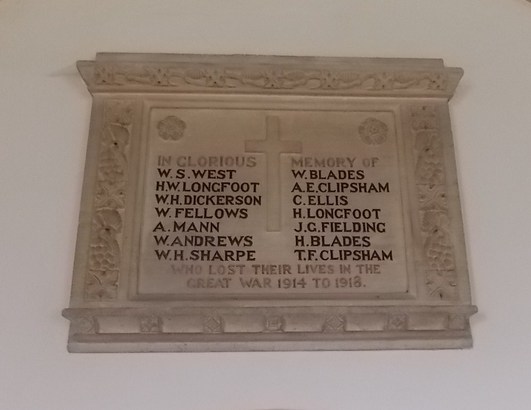 IN GLORIOUS MEMORY OF
W. S. WEST
H.W. LONGFOOT
W.H. DICKERSON
W. FELLOWS
A. MANN
W. ANDREWS
W. H. SHARPE
W. BLADES
A.E. CLIPSHAM
C. ELLIS
H. LONGFOOT
J.G. FIELDING
H. BLADES
T.F. CLIPSHAM
WHO LOST THEIR LIVES IN THE
GREAT WAR 1914 TO 1918.